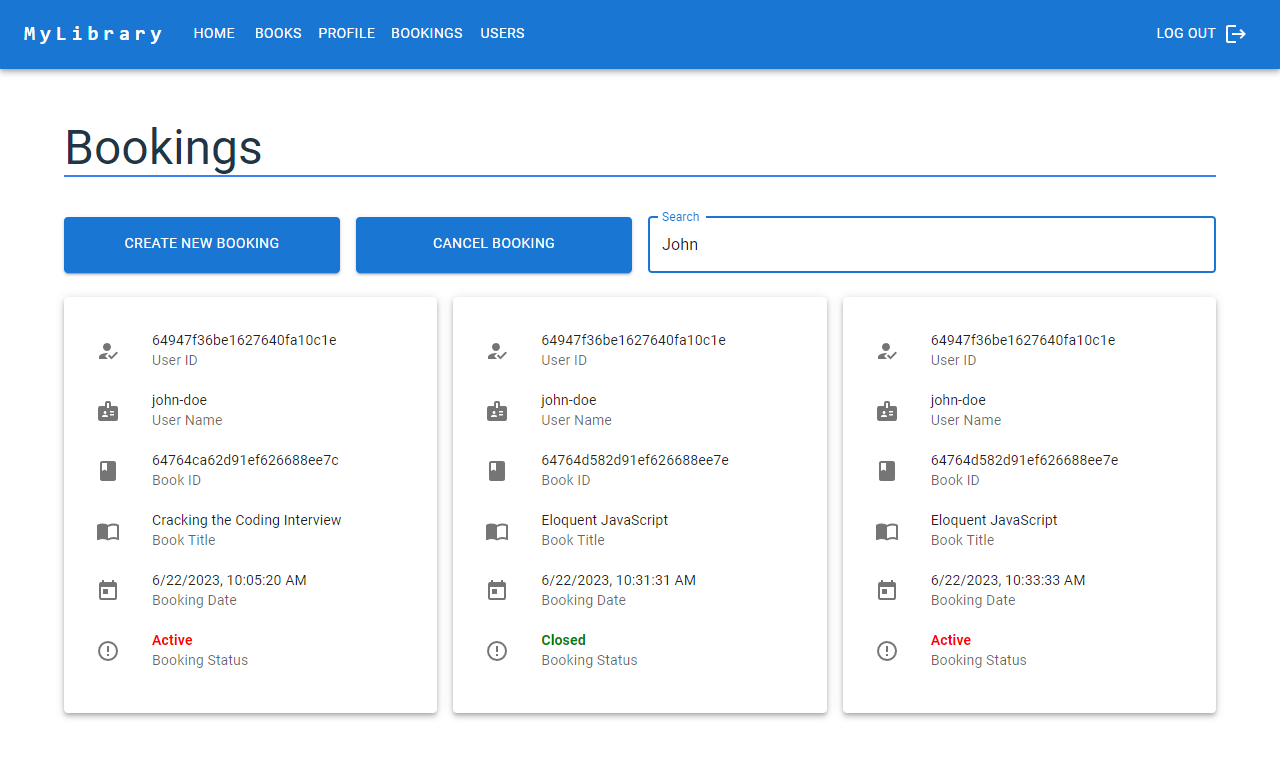 MyLibrary HOME BOOKS PROFILE BOOKINGS USERS LOG OUT
Bookings
CREATE NEW BOOKING
CANCEL BOOKING
Search
John
64947f36be1627640fa10c1e
User ID
john-doe
User Name
64764ca62d91ef626688ee7c
Book ID
Cracking the Coding Interview
Book Title
6/22/2023, 10:05:20 AM
Booking Date
Active
Booking Status
64947f36be1627640fa10c1e
User ID
john-doe
User Name
64764d582d91ef626688ee7e
Book ID
Eloquent JavaScript
Book Title
6/22/2023, 10:31:31 AM
Booking Date
Closed
Booking Status
64947f36be1627640fa10c1e
User ID
john-doe
User Name
64764d582d91ef626688ee7e
Book ID
Eloquent JavaScript
Book Title
6/22/2023, 10:33:33 AM
Booking Date
Active
Booking Status